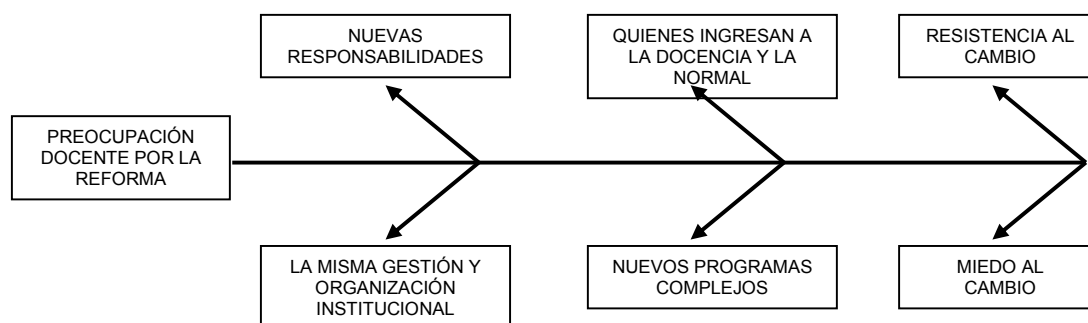 NUEVAS
RESPONSABILIDADES
QUIENES INGRESAN A
LA DOCENCIA Y LA
NORMAL
RESISTENCIA AL
CAMBIO
PREOCUPACIÓN
DOCENTE POR LA
REFORMA
LA MISMA GESTIÓN Y
ORGANIZACIÓN
INSTITUCIONAL
NUEVOS PROGRAMAS
COMPLEJOS
MIEDO AL
CAMBIO